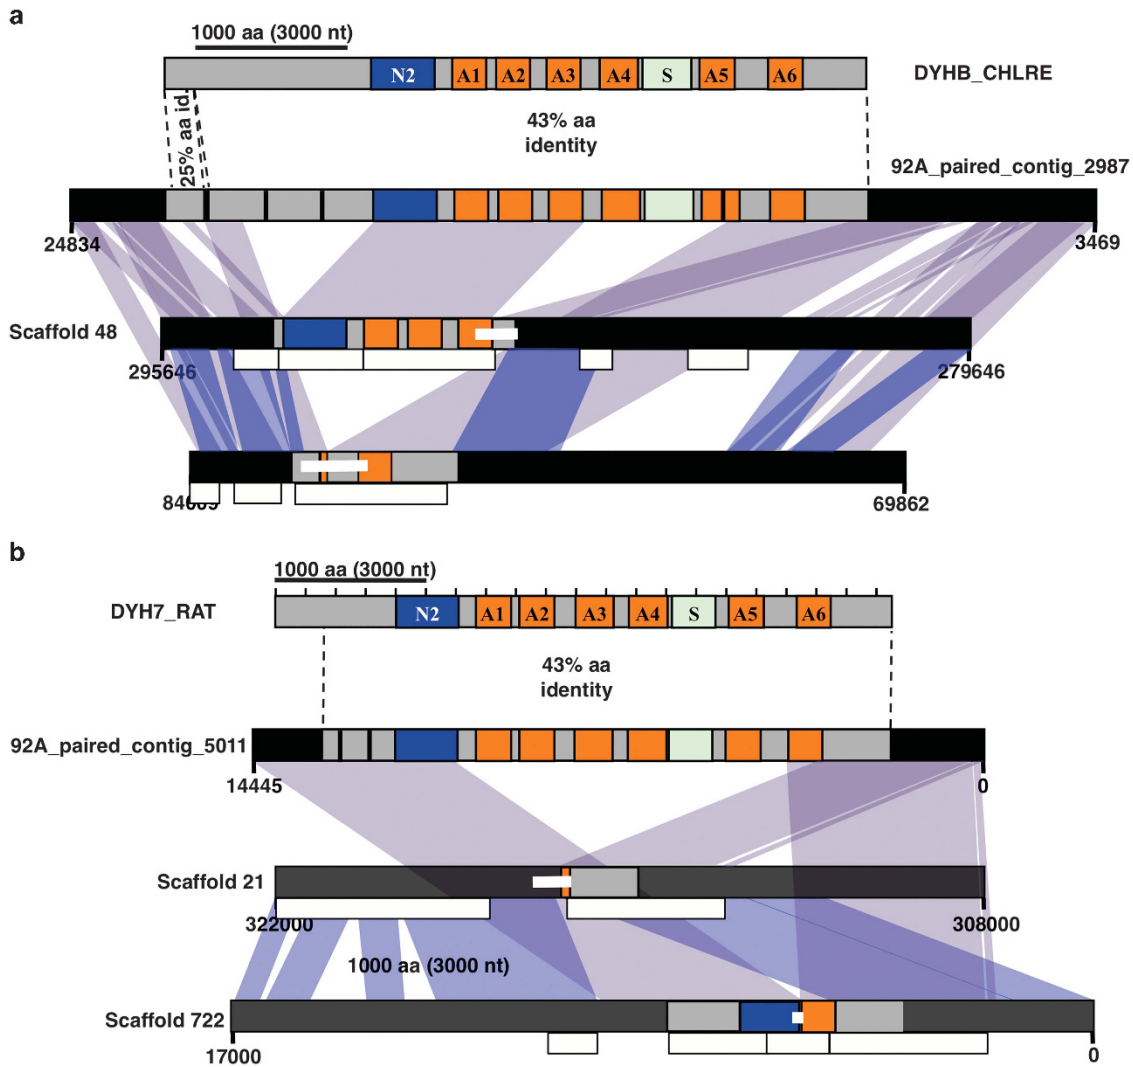 a
1000 aa (3000 nt)
N2 A1 A2 A3 A4 S A5 A6
DYHB_CHLRE
25% aa id.
43% aa
identity
92A_paired_contig_2987
24834
3469
Scaffold 48
295646
279646
69862
b
1000 aa (3000 nt)
DYH7_RAT
N2 A1 A2 A3 A4 S A5 A6
43% aa
identity
92A_paired_contig_5011
14445
0
Scaffold 21
322000
308000
1000 aa (3000 nt)
Scaffold 722
17000
0